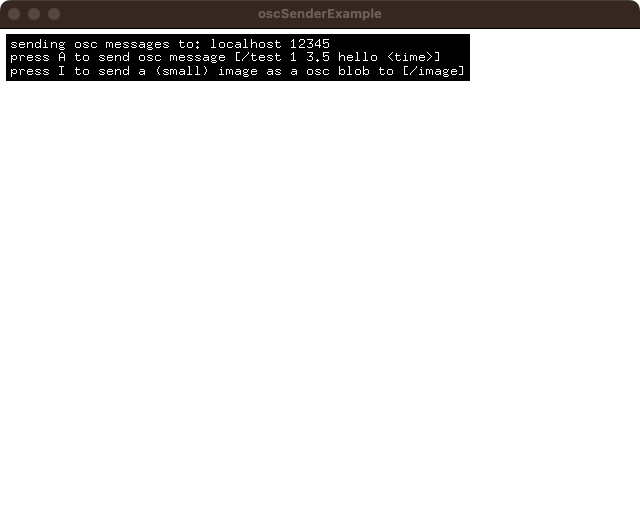 oscSenderExample
sending osc messages to: localhost 12345
press A to send osc message [/test 1 3.5 hello <time>]
press I to send a (small) image as a osc blob to [/image]